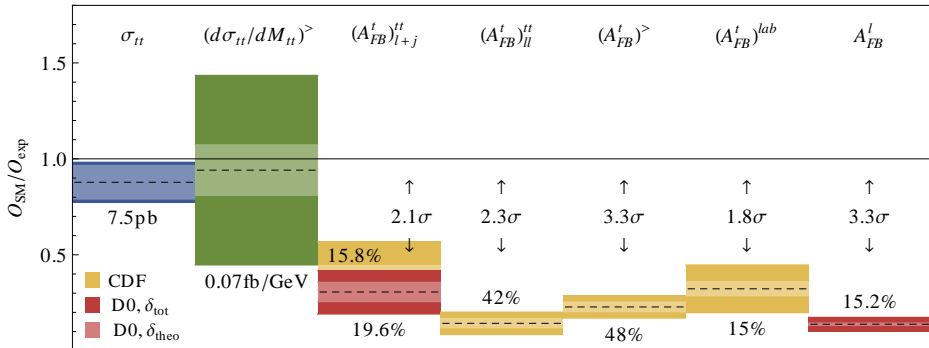 σ_tt (dσ_tt/dM_tt)^> (A^t_FB)^tt_l+j (A^t_FB)^tt_ll (A^t_FB)^> (A^t_FB)^lab A^l_FB
1.5
1.0
0.5
O_SM/O_exp
↑ ↑ ↑ ↑ ↑
7.5pb 2.1σ 2.3σ 3.3σ 1.8σ 3.3σ
↓ ↓ ↓ ↓ ↓
0.07fb/GeV 15.8% 42% 15.2%
19.6% 48% 15%
CDF
D0, δ_tot
D0, δ_theo